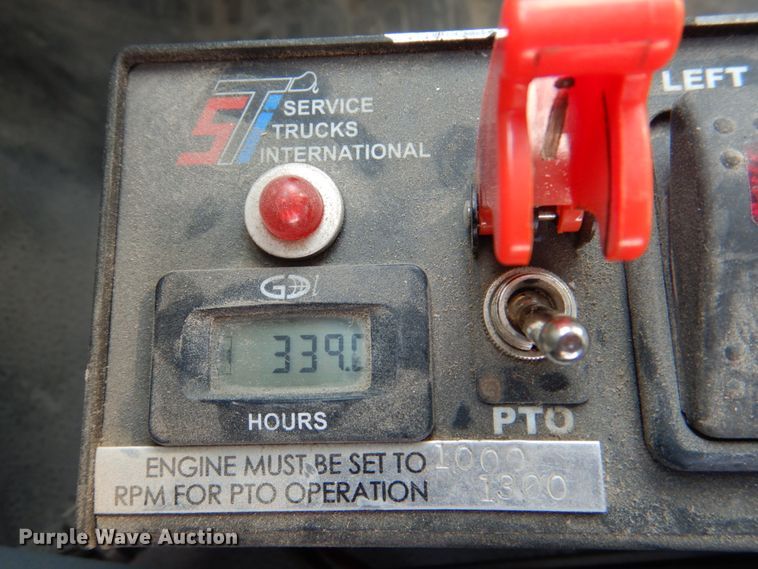 LEFT
STI SERVICE
TRUCKS
INTERNATIONAL
GDI
339.0
HOURS
PTO
ENGINE MUST BE SET TO 1000
RPM FOR PTO OPERATION 1300
Purple Wave Auction